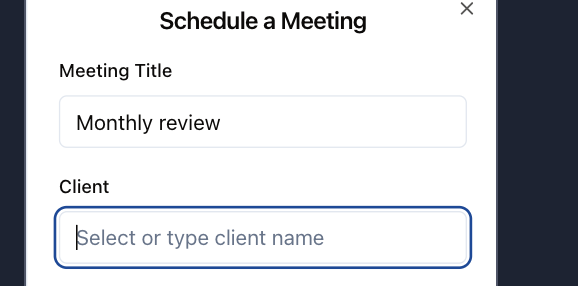 Schedule a Meeting
Meeting Title
Monthly review
Client
Select or type client name